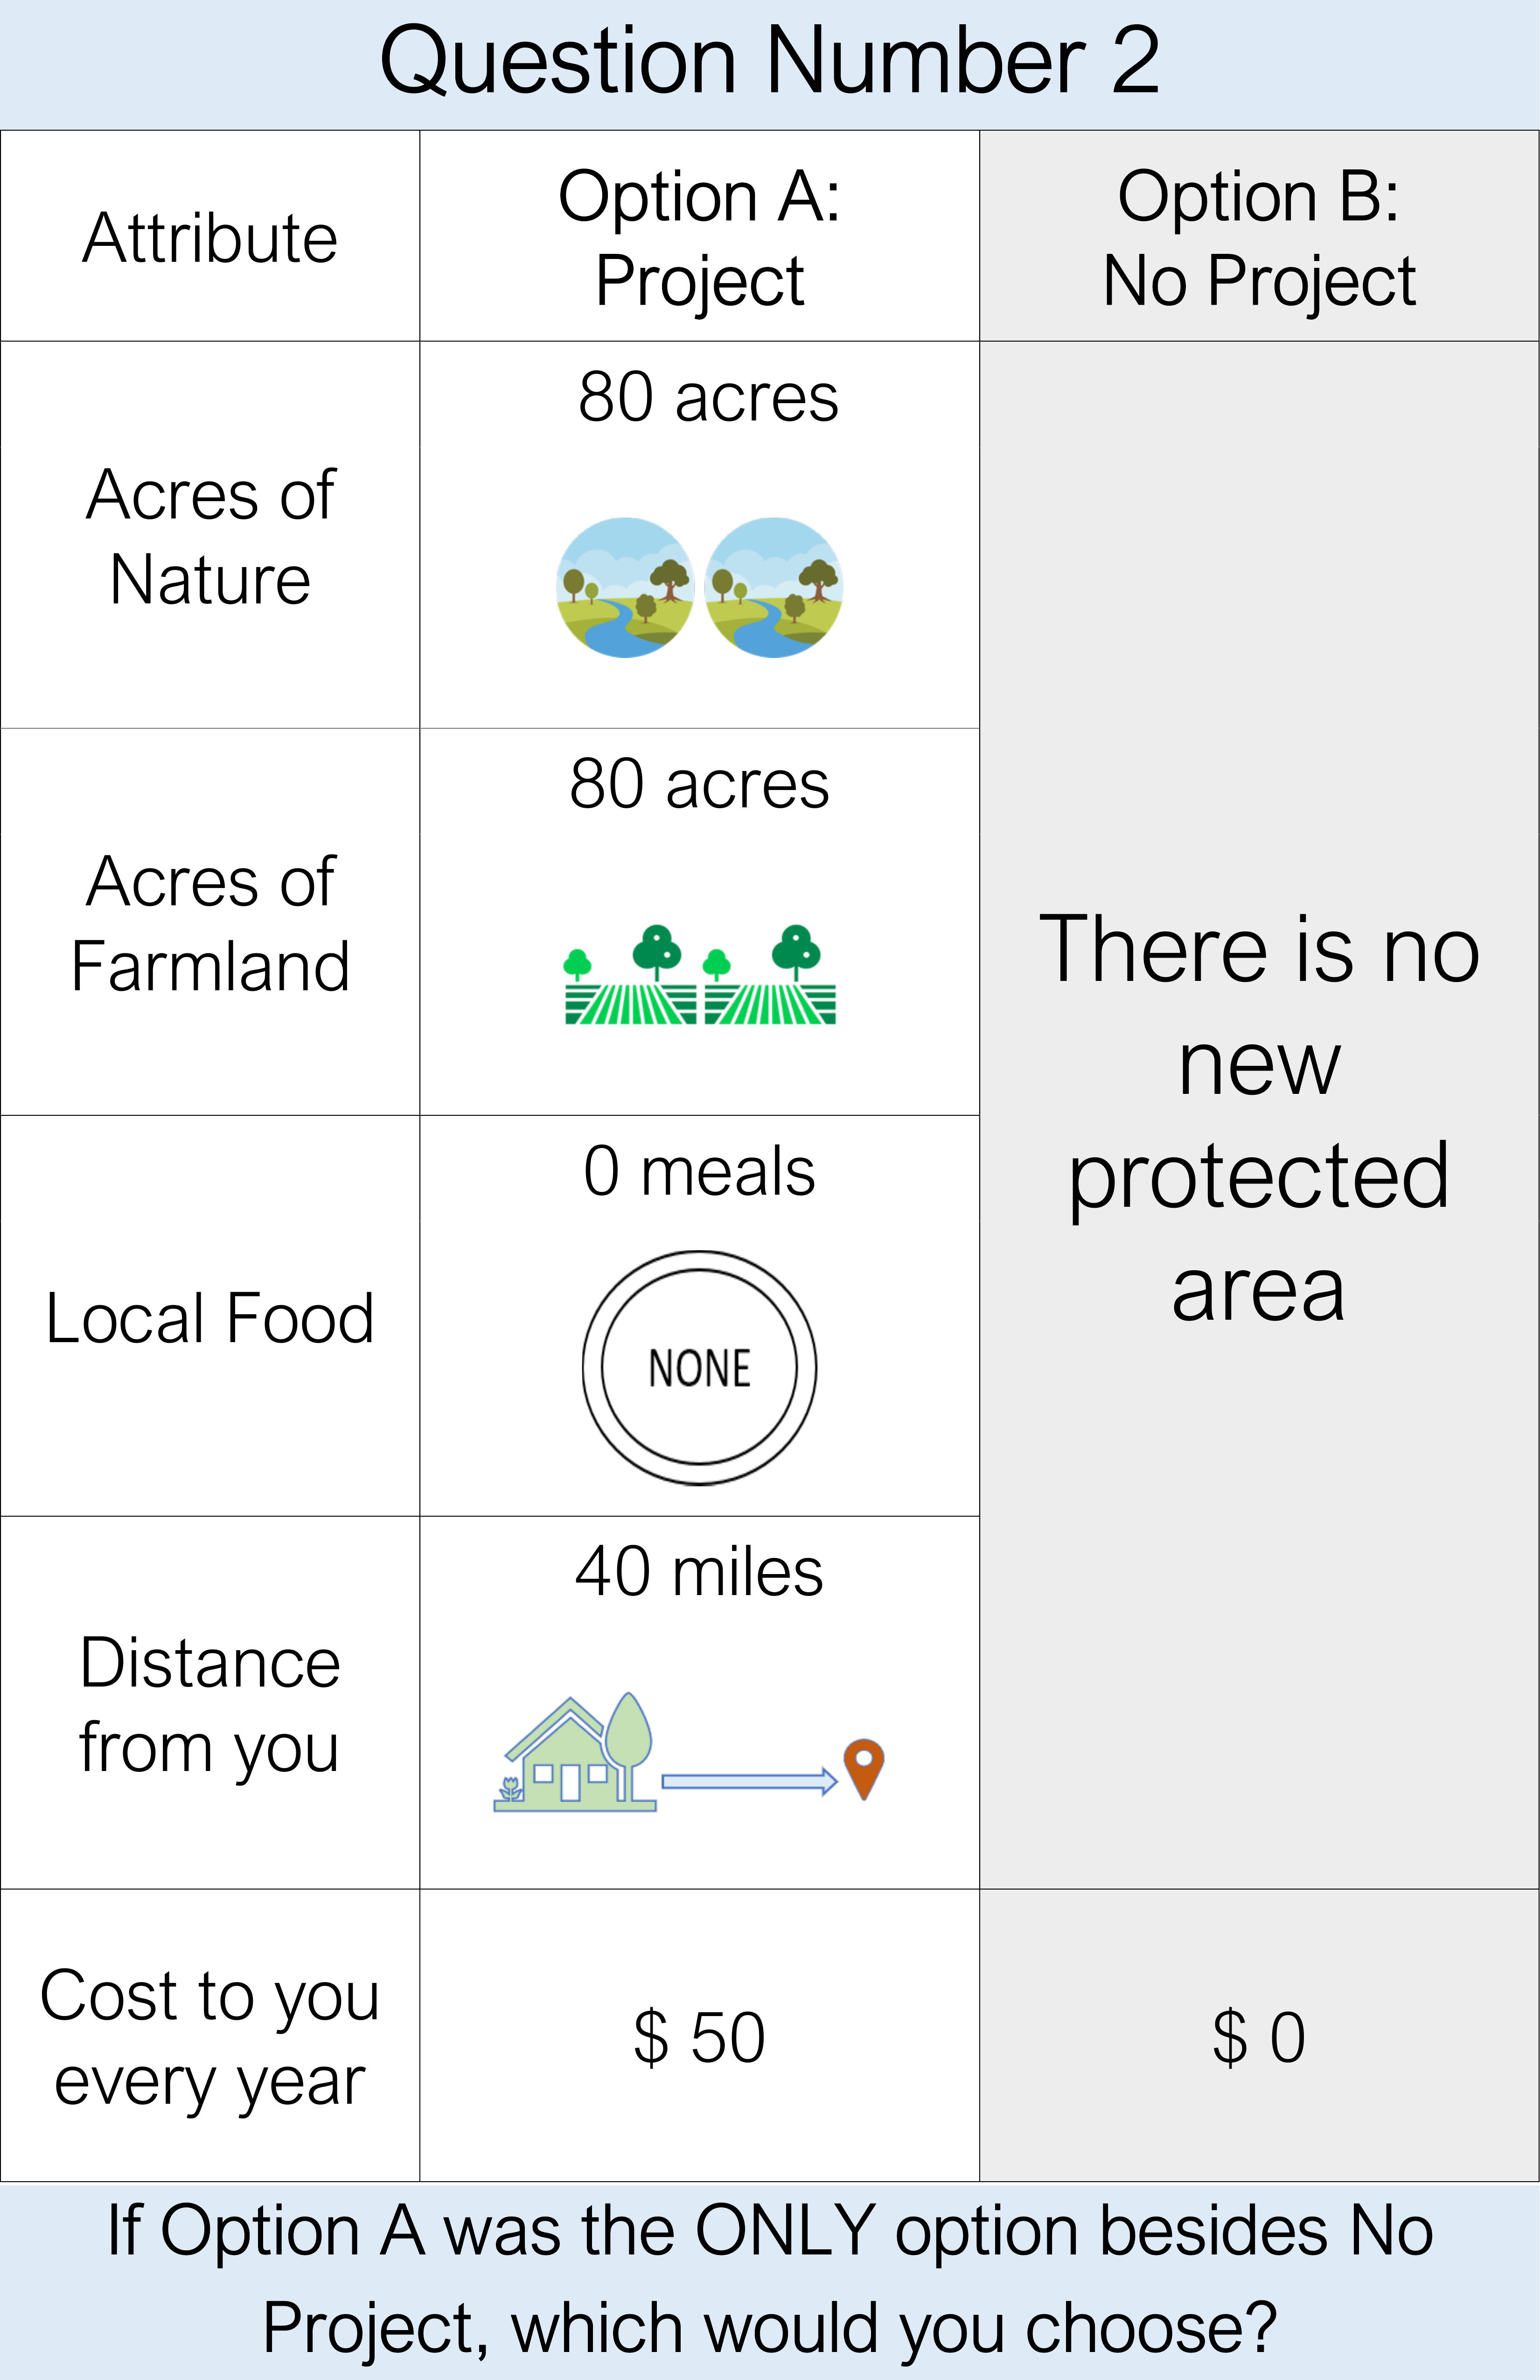 Question Number 2
Attribute
Option A:
Project
Option B:
No Project
Acres of
Nature
80 acres
Acres of
Farmland
80 acres
Local Food
0 meals
NONE
Distance
from you
40 miles
There is no
new
protected
area
Cost to you
every year
$ 50
$ 0
If Option A was the ONLY option besides No
Project, which would you choose?